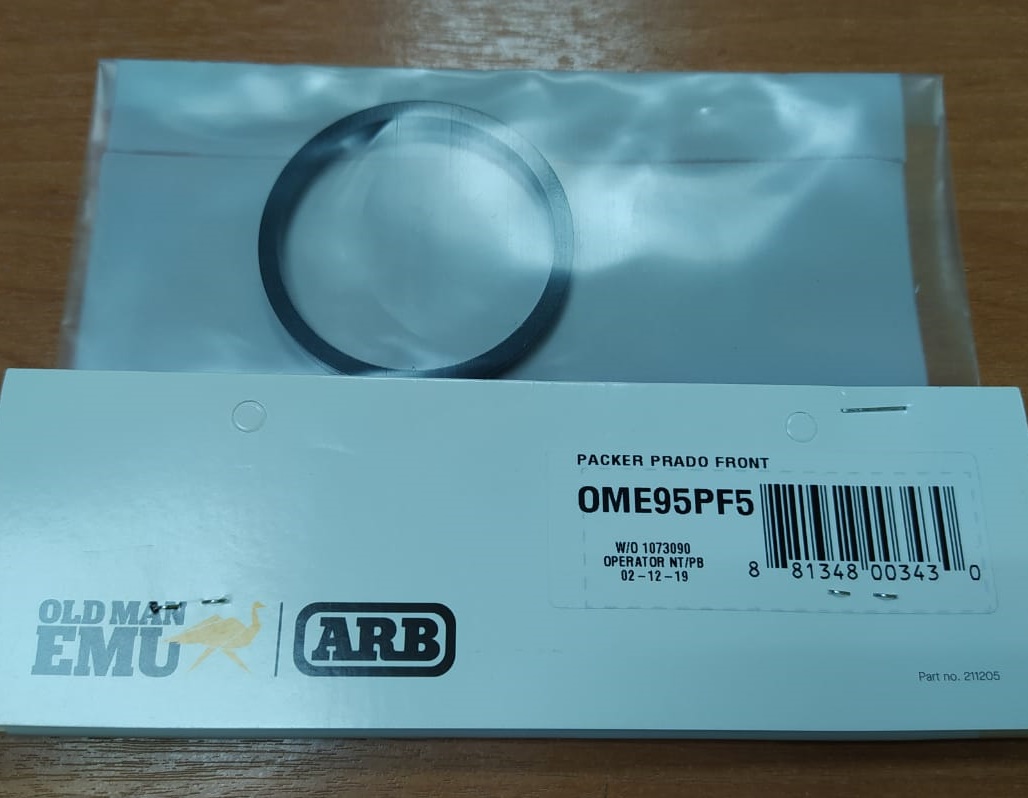 PACKER PRADO FRONT
OME95PF5
W/O 1073090
OPERATOR NT/PB
02-12-19
8 81348 00343 0
OLD MAN
EMU
ARB
Part no. 211205